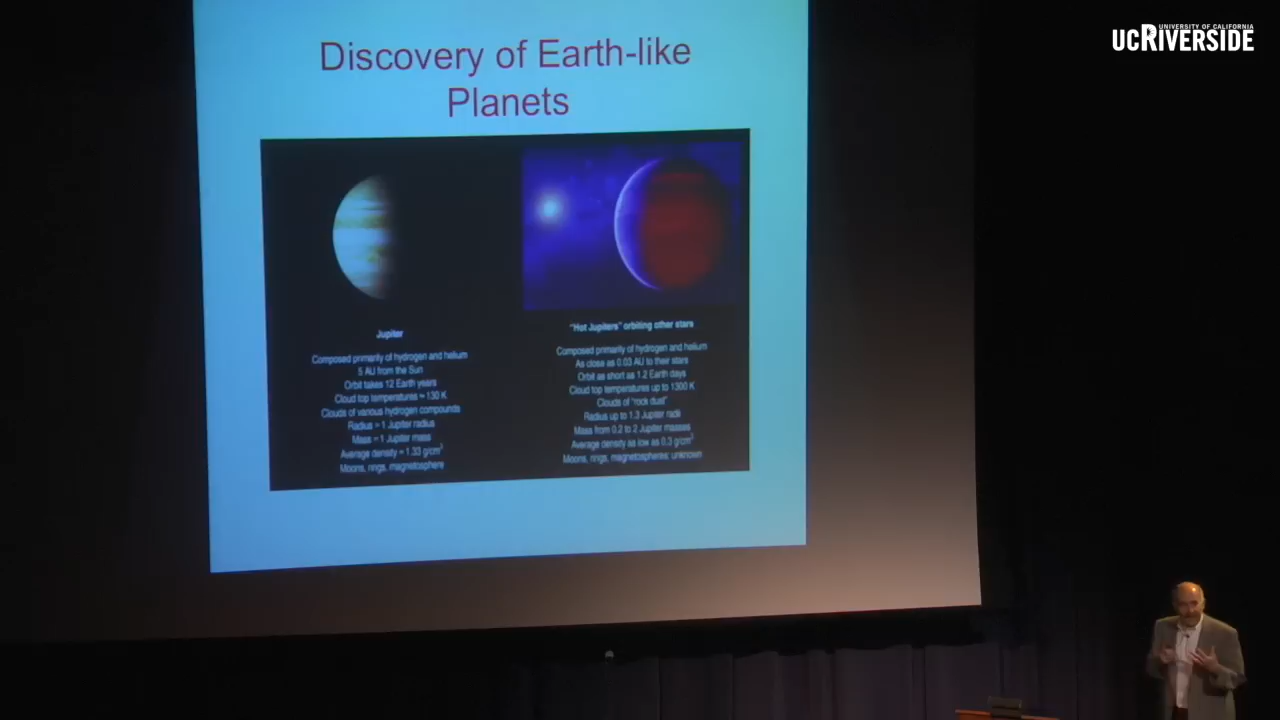 UNIVERSITY OF CALIFORNIA
UCRIVERSIDE
Discovery of Earth-like
Planets
Jupiter
Composed primarily of hydrogen and helium
5 AU from the Sun
Orbit takes 12 Earth years
Cloud top temperatures ≈ 130 K
Clouds of various hydrogen compounds
Radius = 1 Jupiter radius
Mass = 1 Jupiter mass
Average density = 1.33 g/cm³
Moons, rings, magnetosphere
"Hot Jupiters" orbiting other stars
Composed primarily of hydrogen and helium
As close as 0.03 AU to their stars
Orbit as short as 1.2 Earth days
Cloud top temperatures up to 1300 K
Clouds of "rock dust"
Radius up to 1.3 Jupiter radii
Mass from 0.2 to 2 Jupiter masses
Average density as low as 0.3 g/cm³
Moons, rings, magnetospheres: unknown